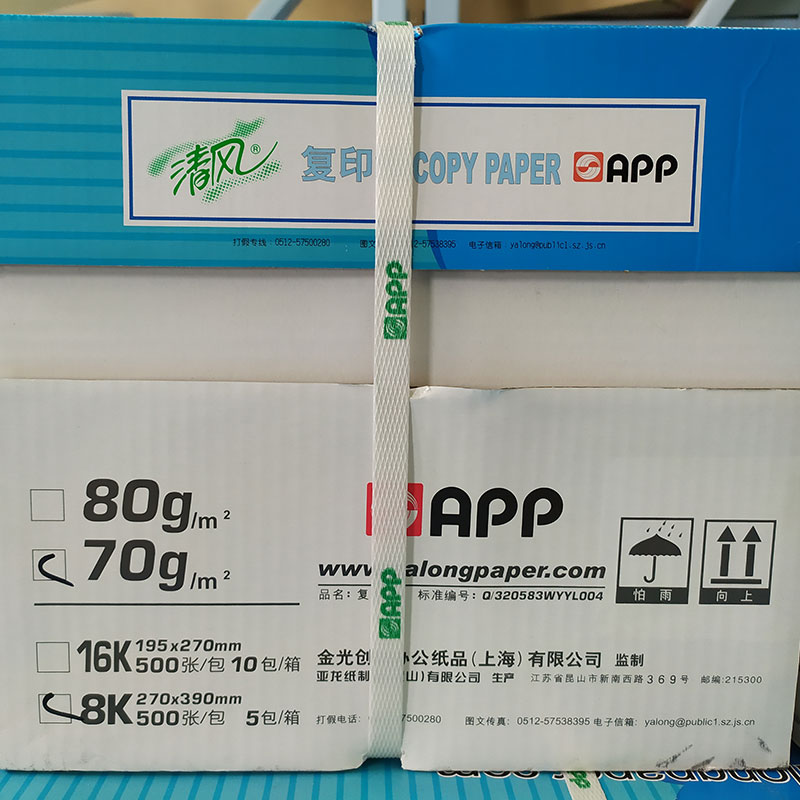 清风®
复印 COPY PAPER APP
打假专线：0512-57500280 图文 -57538395 电子信箱：yalong@public1.sz.js.cn
APP
80g/m²
70g/m²
APP
www. alongpaper.com
品名：复 标准编号：Q/320583WYYL004
怕雨
向上
APP
16K 195x270mm
500张/包 10包/箱
8K 270x390mm
500张/包 5包/箱
金光创 办公纸品(上海)有限公司 监制
亚龙纸制 山)有限公司 生产 江苏省昆山市新南西路369号 邮编:215300
打假电话: -57500280 图文传真: 0512-57538395 电子信箱: yalong@public1.sz.js.cn